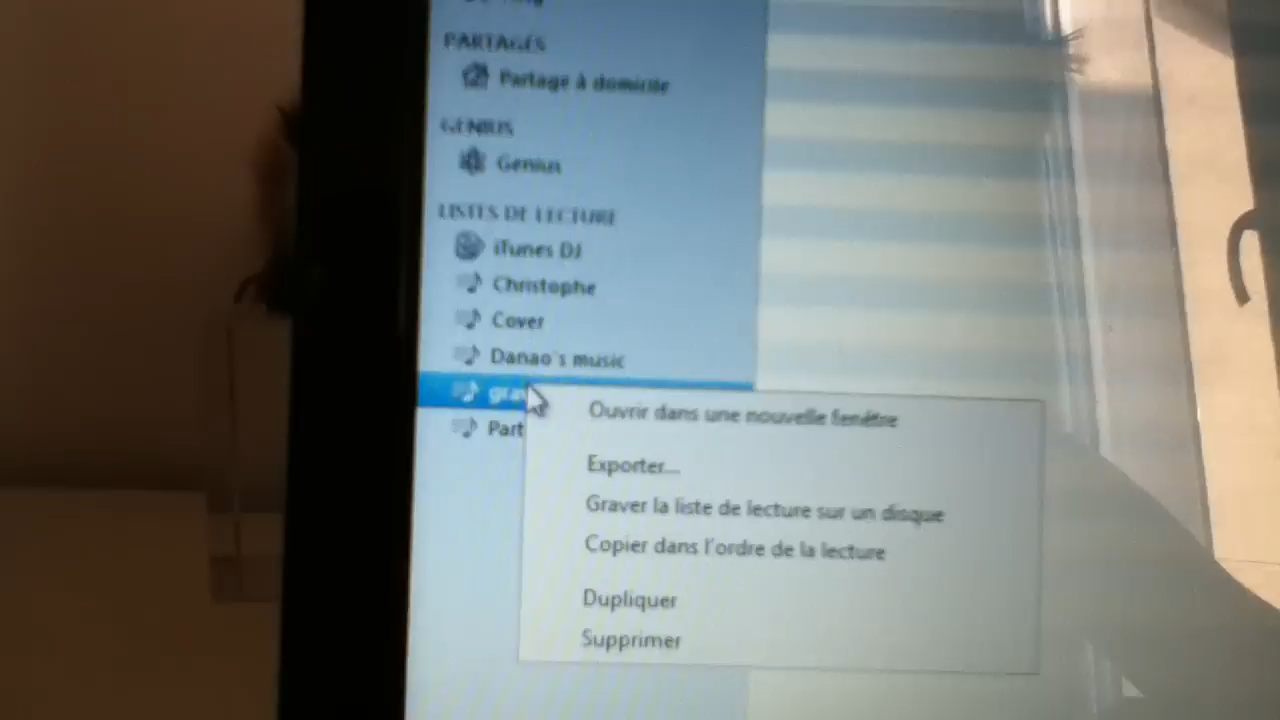 PARTAGÉS
Partage à domicile
GENIUS
Genius
LISTES DE LECTURE
iTunes DJ
Christophe
Cover
Danao's music
Part
Ouvrir dans une nouvelle fenêtre
Exporter...
Graver la liste de lecture sur un disque
Copier dans l'ordre de la lecture
Dupliquer
Supprimer